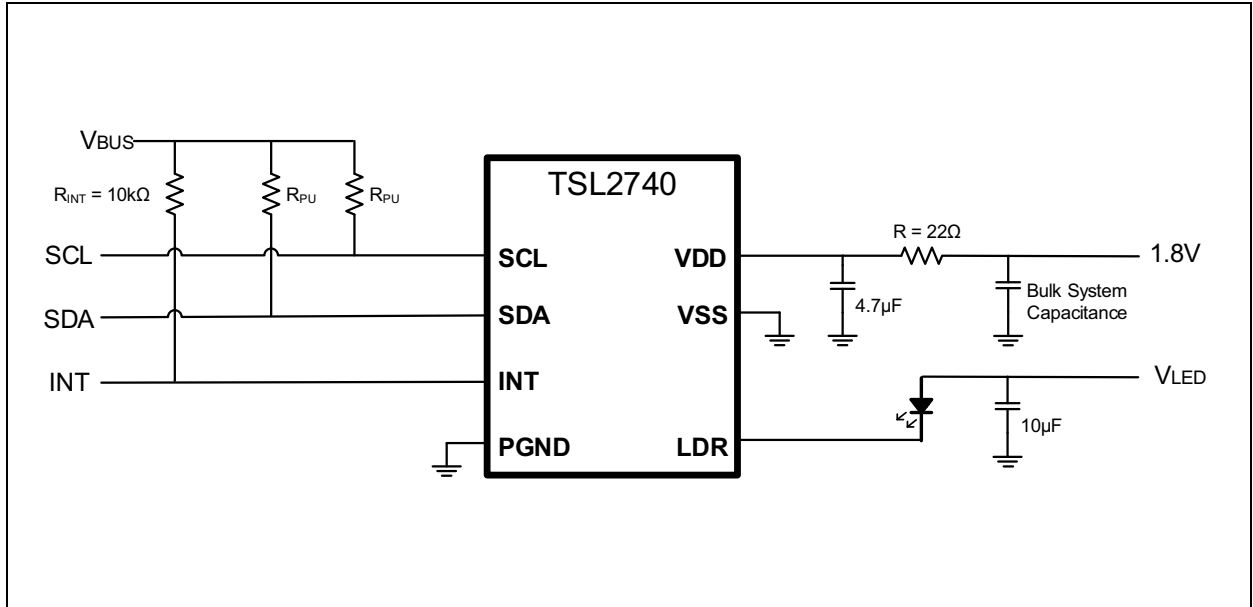 VBUS
TSL2740
RINT = 10kΩ
RPU
RPU
R = 22Ω
SCL
SCL
VDD
1.8V
4.7µF
Bulk System
Capacitance
SDA
SDA
VSS
INT
INT
VLED
10µF
PGND
LDR